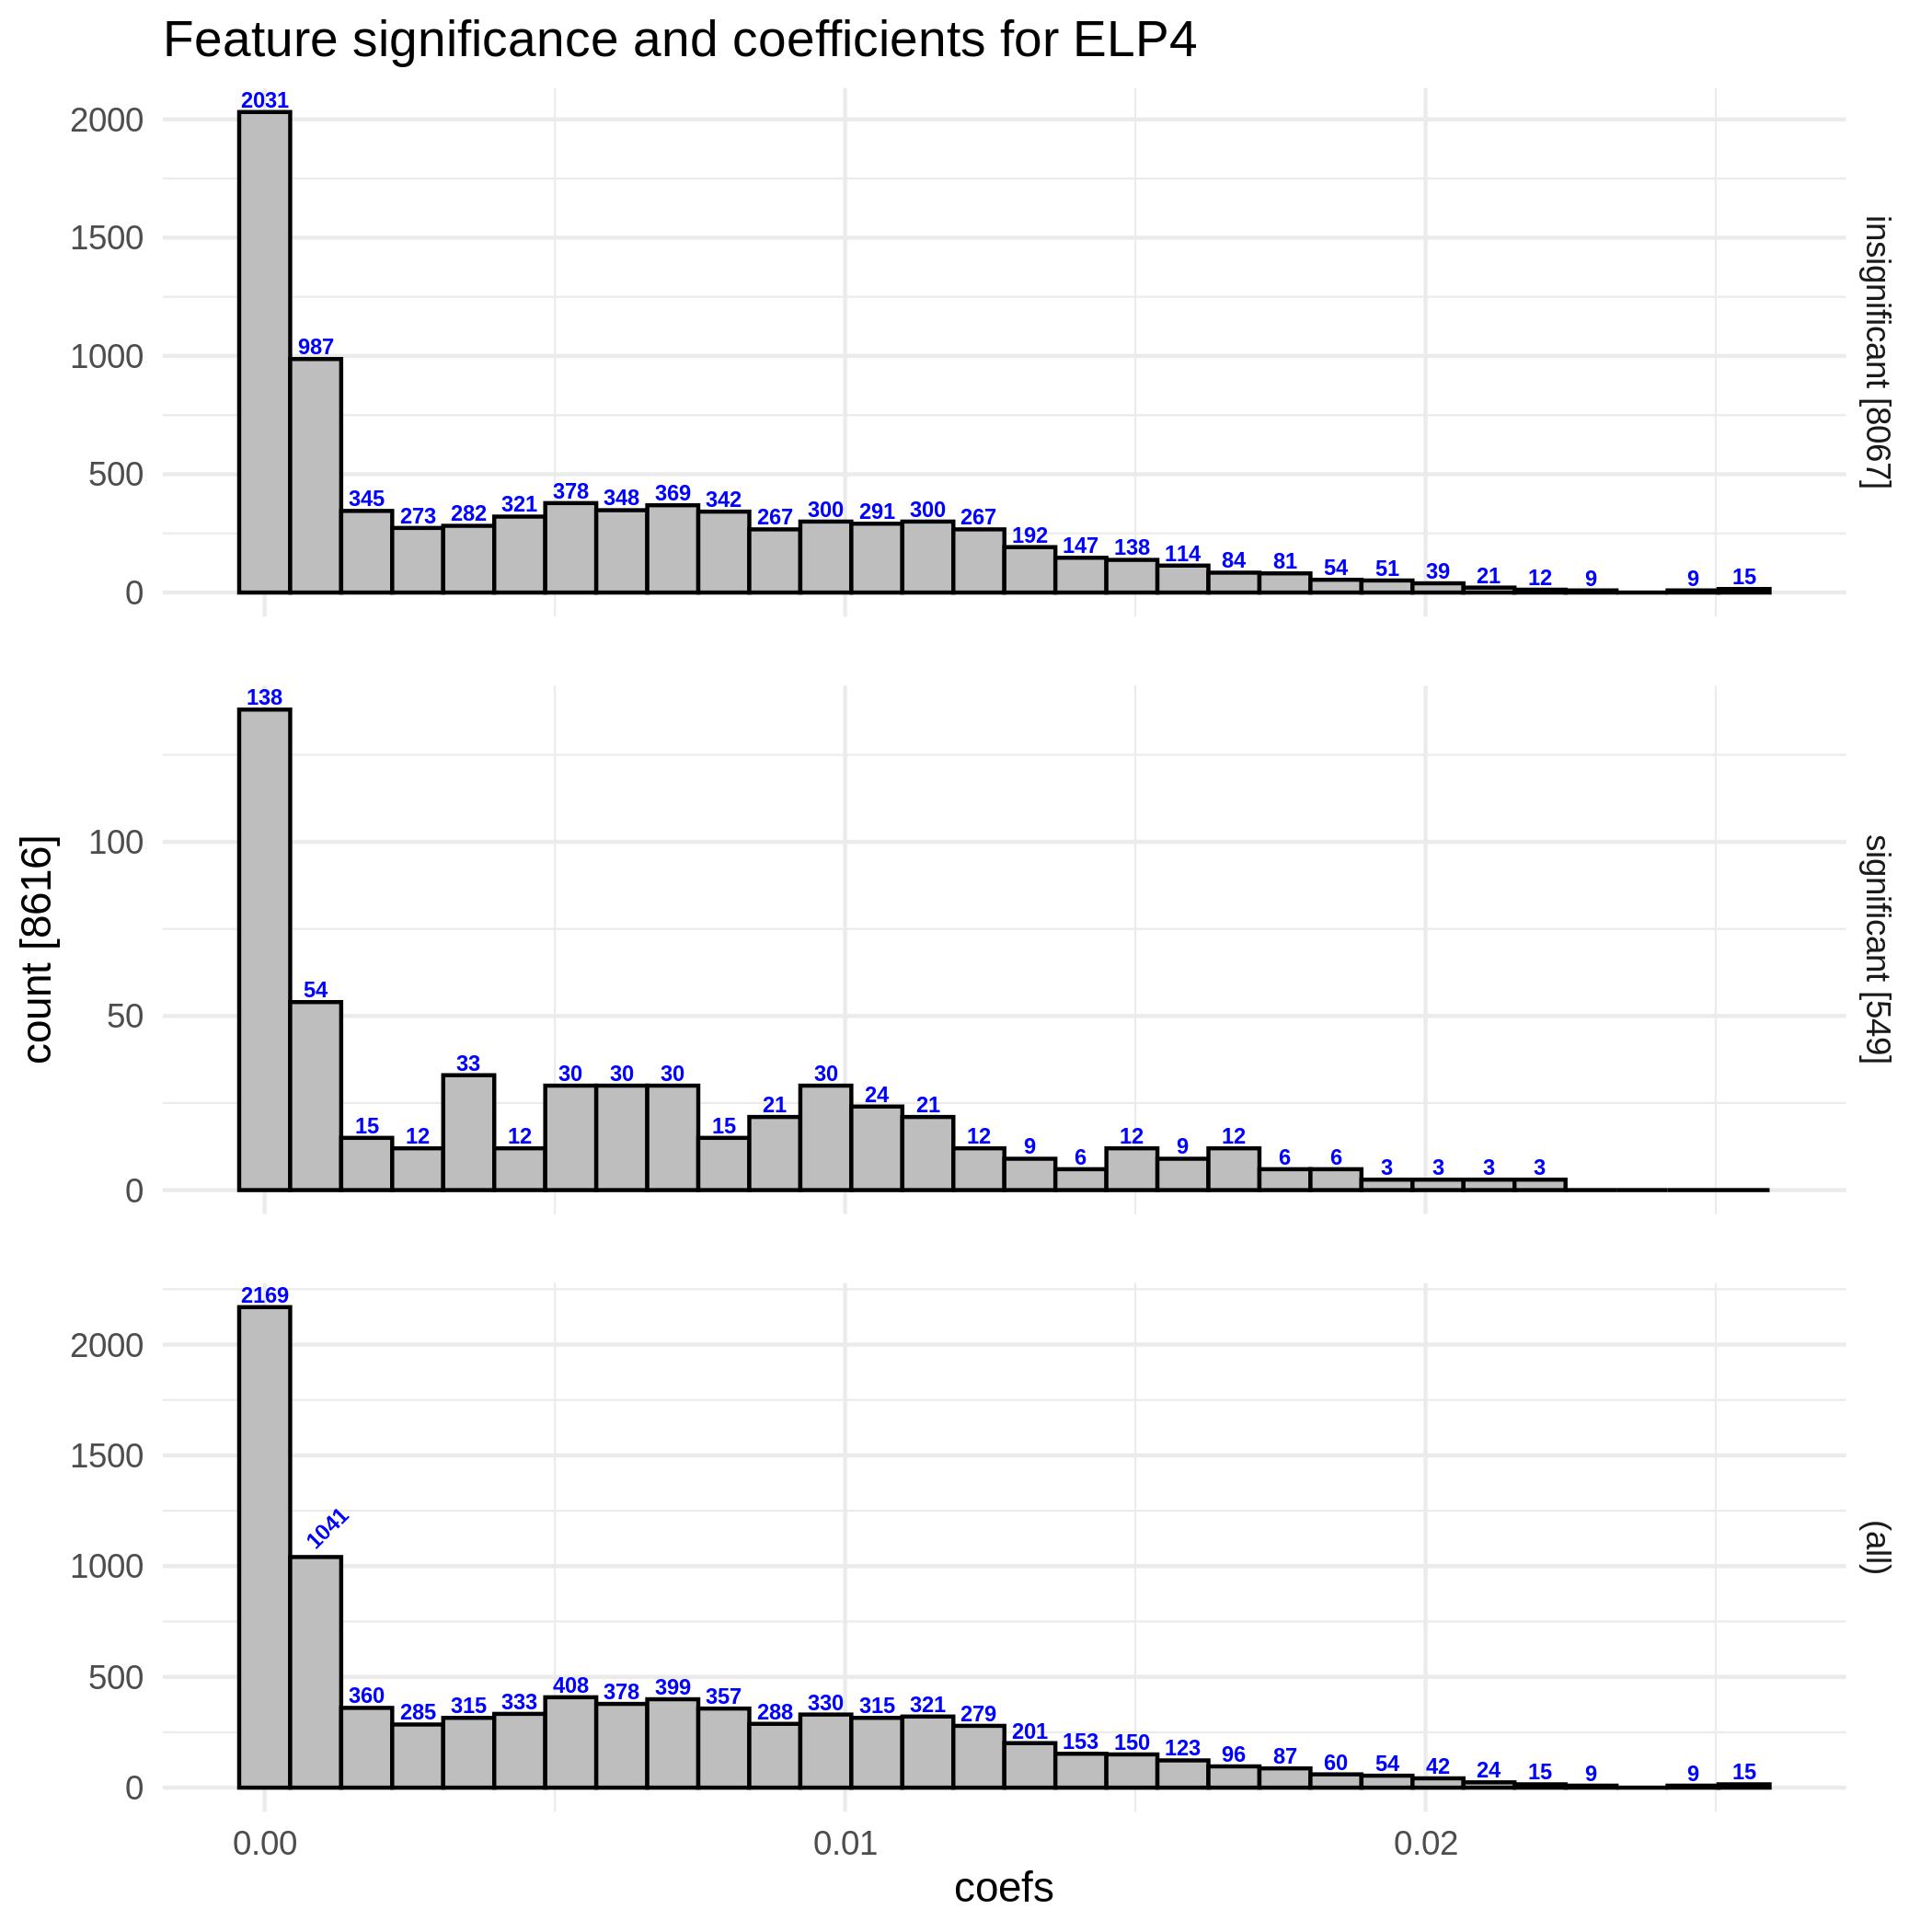 Feature significance and coefficients for ELP4
2031
2000
1500
987
1000
500
345 273 282 321 378 348 369 342 267 300 291 300 267 192 147 138 114 84 81 54 51 39 21 12 9 9 15
0
insignificant [8067]
138
100
54
50
15 12 33 12 30 30 30 15 21 30 24 21 12 9 6 12 9 12 6 6 3 3 3 3
0
significant [549]
count [8616]
2169
2000
1500
1041
1000
500
360 285 315 333 408 378 399 357 288 330 315 321 279 201 153 150 123 96 87 60 54 42 24 15 9 9 15
0
(all)
0.00 0.01 0.02
coefs